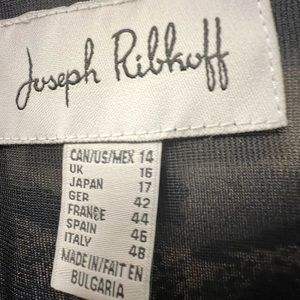 Joseph Ribkoff
CAN/US/MEX 14
UK 16
JAPAN 17
GER 42
FRANCE 44
SPAIN 46
ITALY 48
MADE IN/FAIT EN
BULGARIA